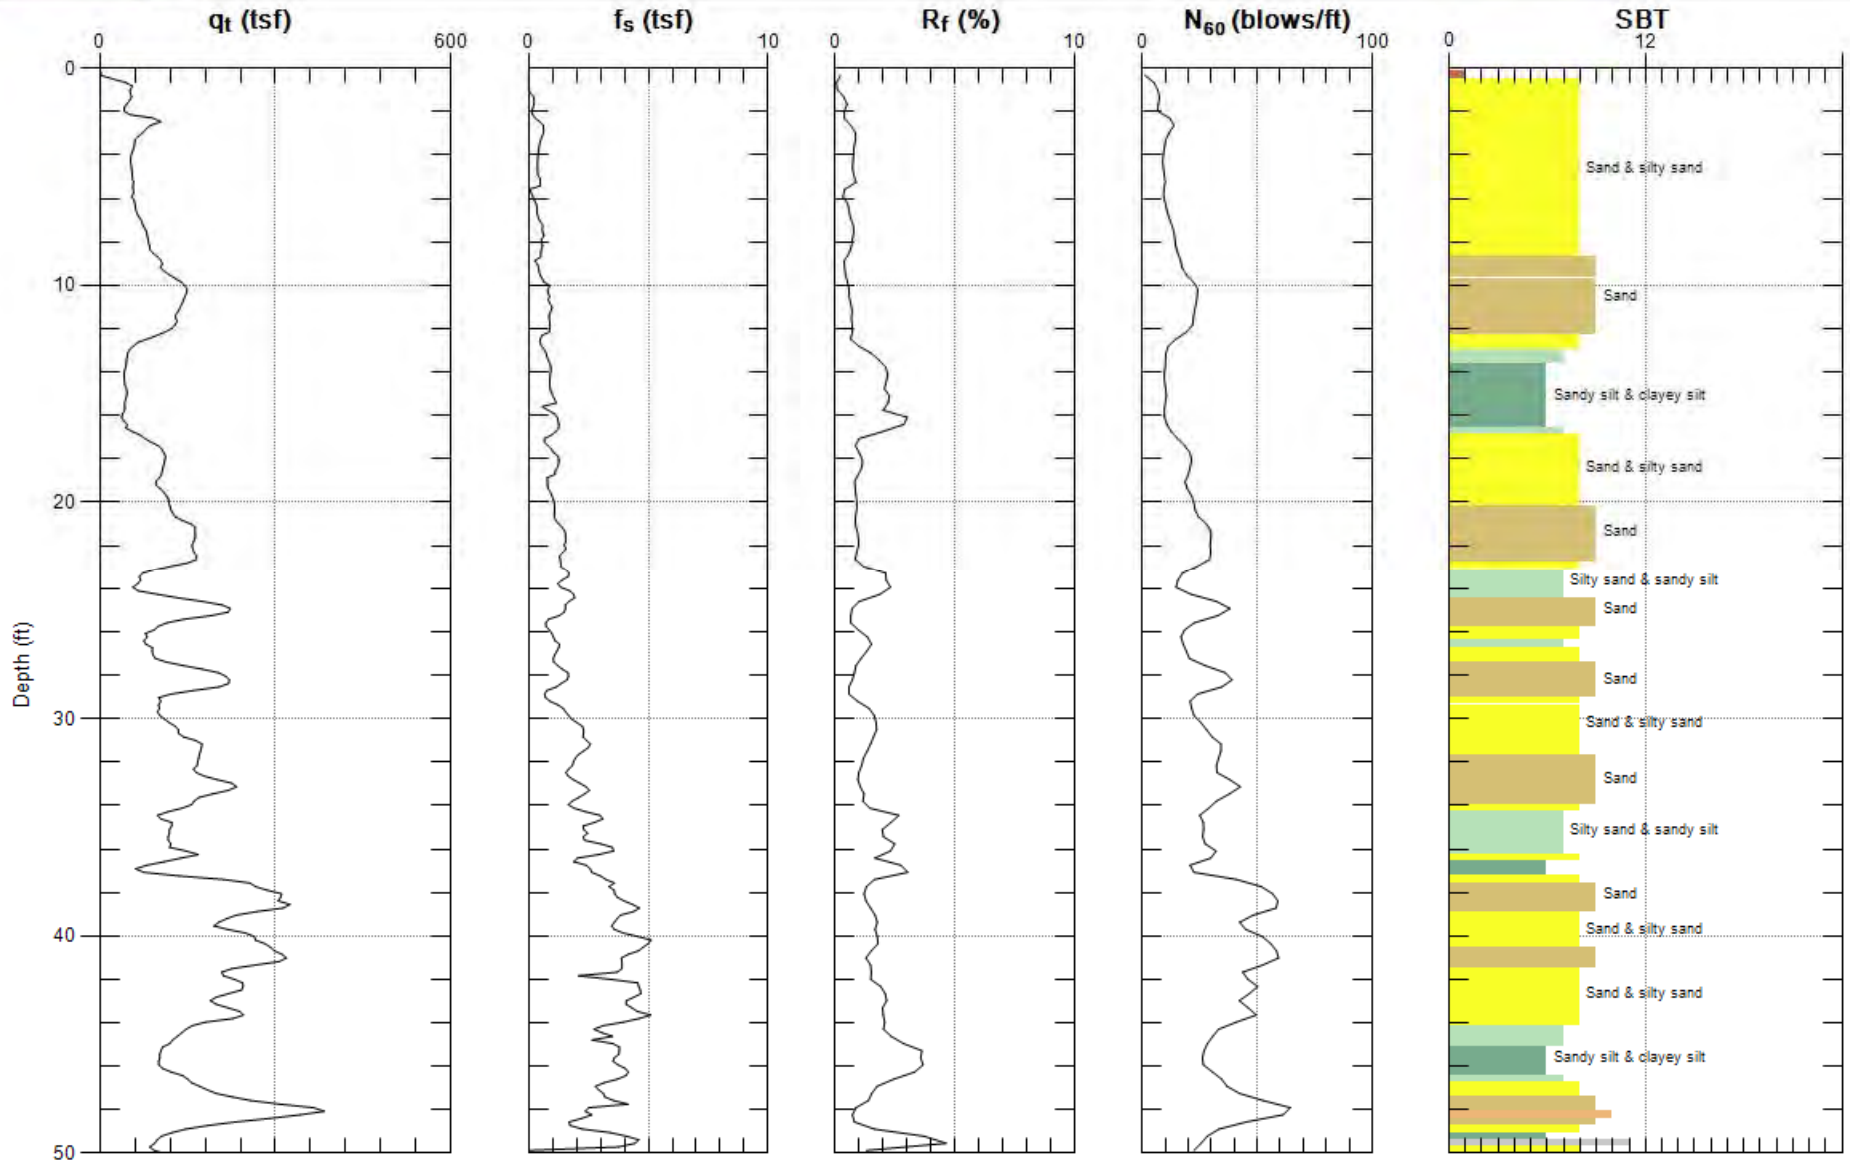 qt (tsf) fs (tsf) Rf (%) N60 (blows/ft) SBT
0 600 0 10 0 10 0 100 0 12
0
Sand & silty sand
10
Sand
Sandy silt & clayey silt
Sand & silty sand
20
Sand
Silty sand & sandy silt
Sand
Depth (ft)
Sand
30
Sand & silty sand
Sand
Silty sand & sandy silt
Sand
Sand & silty sand
40
Sand & silty sand
Sandy silt & clayey silt
50